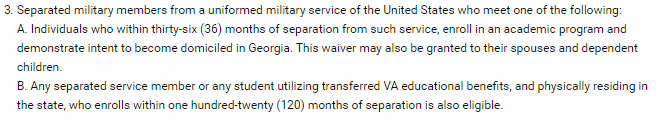 3. Separated military members from a uniformed military service of the United States who meet one of the following:
A. Individuals who within thirty-six (36) months of separation from such service, enroll in an academic program and
demonstrate intent to become domiciled in Georgia. This waiver may also be granted to their spouses and dependent
children.
B. Any separated service member or any student utilizing transferred VA educational benefits, and physically residing in
the state, who enrolls within one hundred-twenty (120) months of separation is also eligible.